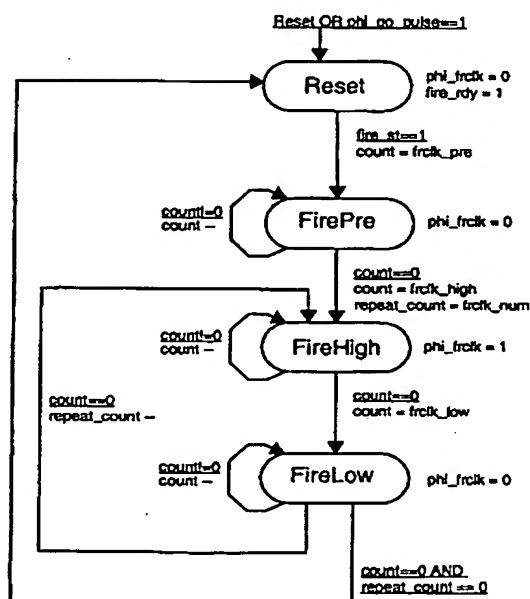 Reset OR phi_po_pulse==1
Reset
phi_frclk = 0
fire_rdy = 1
fire_st==1
count = frclk_pre
count!=0
count –
FirePre
phi_frclk = 0
count==0
count = frclk_high
repeat_count = frclk_num
count!=0
count –
FireHigh
phi_frclk = 1
count==0
repeat_count –
count==0
count = frclk_low
count!=0
count –
FireLow
phi_frclk = 0
count==0 AND
repeat_count == 0